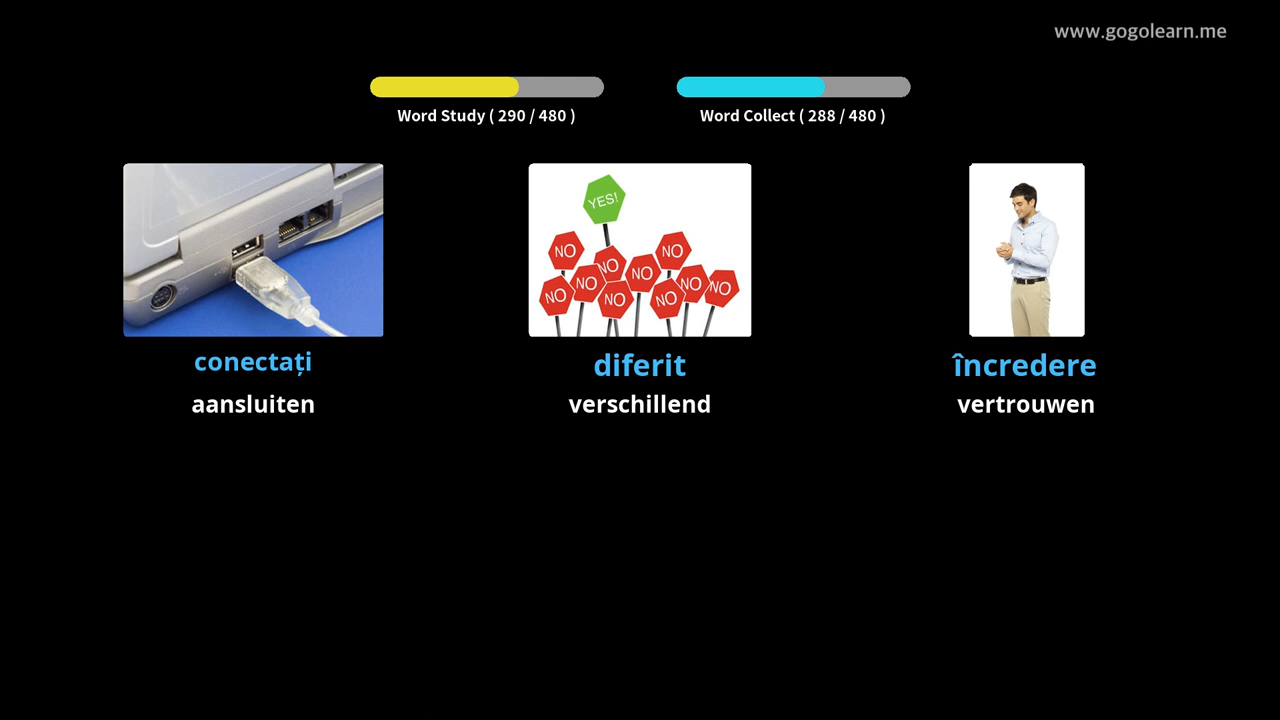 www.gogolearn.me
Word Study ( 290 / 480 )
Word Collect ( 288 / 480 )
YES!
NO
NO
NO
NO
NO
NO
NO
NO
NO
NO
conectați
diferit
încredere
aansluiten
verschillend
vertrouwen